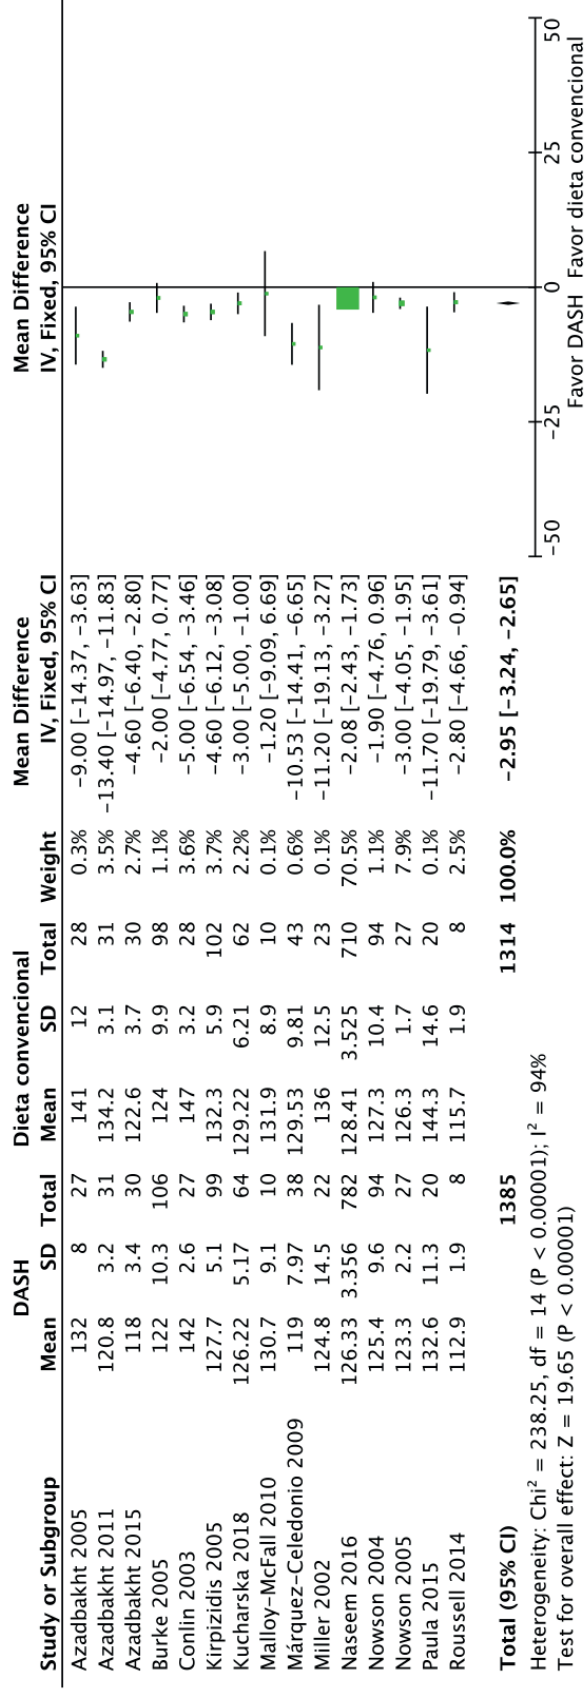 DASH Dieta convencional Mean Difference Mean Difference
Study or Subgroup Mean SD Total Mean SD Total Weight IV, Fixed, 95% CI IV, Fixed, 95% CI
Azadbakht 2005 132 8 27 141 12 28 0.3% −9.00 [−14.37, −3.63]
Azadbakht 2011 120.8 3.2 31 134.2 3.1 31 3.5% −13.40 [−14.97, −11.83]
Azadbakht 2015 118 3.4 30 122.6 3.7 30 2.7% −4.60 [−6.40, −2.80]
Burke 2005 122 10.3 106 124 9.9 98 1.1% −2.00 [−4.77, 0.77]
Conlin 2003 142 2.6 27 147 3.2 28 3.6% −5.00 [−6.54, −3.46]
Kirpizidis 2005 127.7 5.1 99 132.3 5.9 102 3.7% −4.60 [−6.12, −3.08]
Kucharska 2018 126.22 5.17 64 129.22 6.21 62 2.2% −3.00 [−5.00, −1.00]
Malloy−McFall 2010 130.7 9.1 10 131.9 8.9 10 0.1% −1.20 [−9.09, 6.69]
Márquez−Celedonio 2009 119 7.97 38 129.53 9.81 43 0.6% −10.53 [−14.41, −6.65]
Miller 2002 124.8 14.5 22 136 12.5 23 0.1% −11.20 [−19.13, −3.27]
Naseem 2016 126.33 3.356 782 128.41 3.525 710 70.5% −2.08 [−2.43, −1.73]
Nowson 2004 125.4 9.6 94 127.3 10.4 94 1.1% −1.90 [−4.76, 0.96]
Nowson 2005 123.3 2.2 27 126.3 1.7 27 7.9% −3.00 [−4.05, −1.95]
Paula 2015 132.6 11.3 20 144.3 14.6 20 0.1% −11.70 [−19.79, −3.61]
Roussell 2014 112.9 1.9 8 115.7 1.9 8 2.5% −2.80 [−4.66, −0.94]
Total (95% CI) 1385 1314 100.0% −2.95 [−3.24, −2.65]
Heterogeneity: Chi² = 238.25, df = 14 (P < 0.00001); I² = 94%
Test for overall effect: Z = 19.65 (P < 0.00001)
−50 −25 0 25 50
Favor DASH Favor dieta convencional